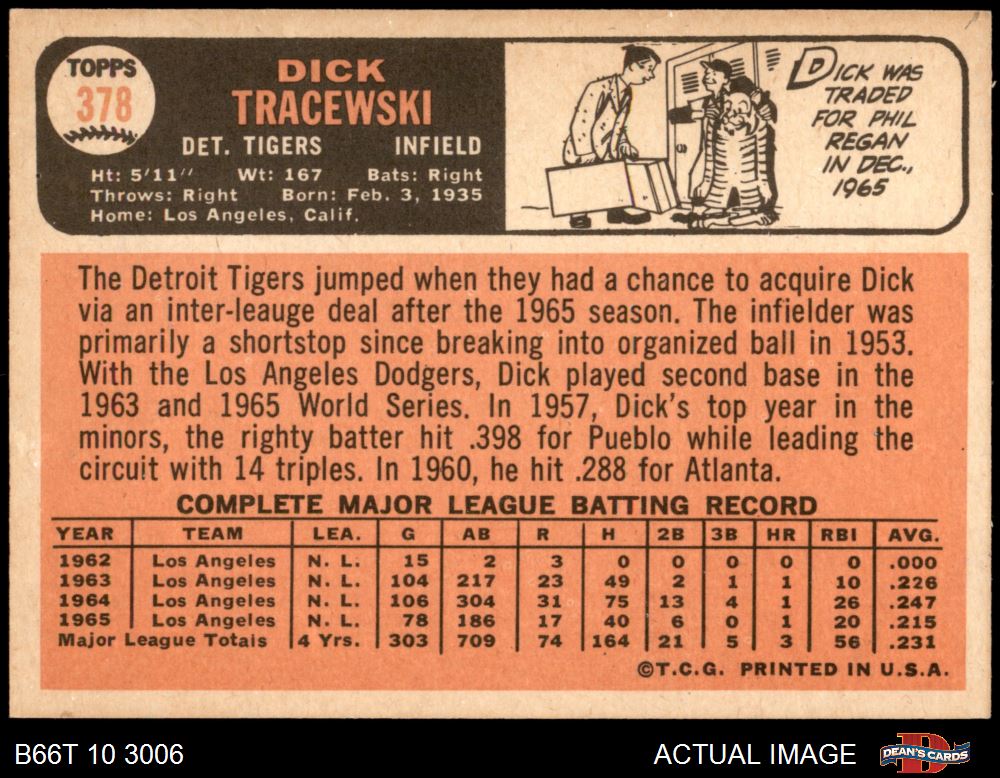 TOPPS
378
DICK
TRACEWSKI
DET. TIGERS INFIELD
Ht: 5'11" Wt: 167 Bats: Right
Throws: Right Born: Feb. 3, 1935
Home: Los Angeles, Calif.
DICK WAS
TRADED
FOR PHIL
REGAN
IN DEC.,
1965
The Detroit Tigers jumped when they had a chance to acquire Dick
via an inter-leauge deal after the 1965 season. The infielder was
primarily a shortstop since breaking into organized ball in 1953.
With the Los Angeles Dodgers, Dick played second base in the
1963 and 1965 World Series. In 1957, Dick's top year in the
minors, the righty batter hit .398 for Pueblo while leading the
circuit with 14 triples. In 1960, he hit .288 for Atlanta.
COMPLETE MAJOR LEAGUE BATTING RECORD
YEAR TEAM LEA. G AB R H 2B 3B HR RBI AVG.
1962 Los Angeles N. L. 15 2 3 0 0 0 0 0 .000
1963 Los Angeles N. L. 104 217 23 49 2 1 1 10 .226
1964 Los Angeles N. L. 106 304 31 75 13 4 1 26 .247
1965 Los Angeles N. L. 78 186 17 40 6 0 1 20 .215
Major League Totals 4 Yrs. 303 709 74 164 21 5 3 56 .231
©T.C.G. PRINTED IN U.S.A.
B66T 10 3006 ACTUAL IMAGE DEAN'S CARDS